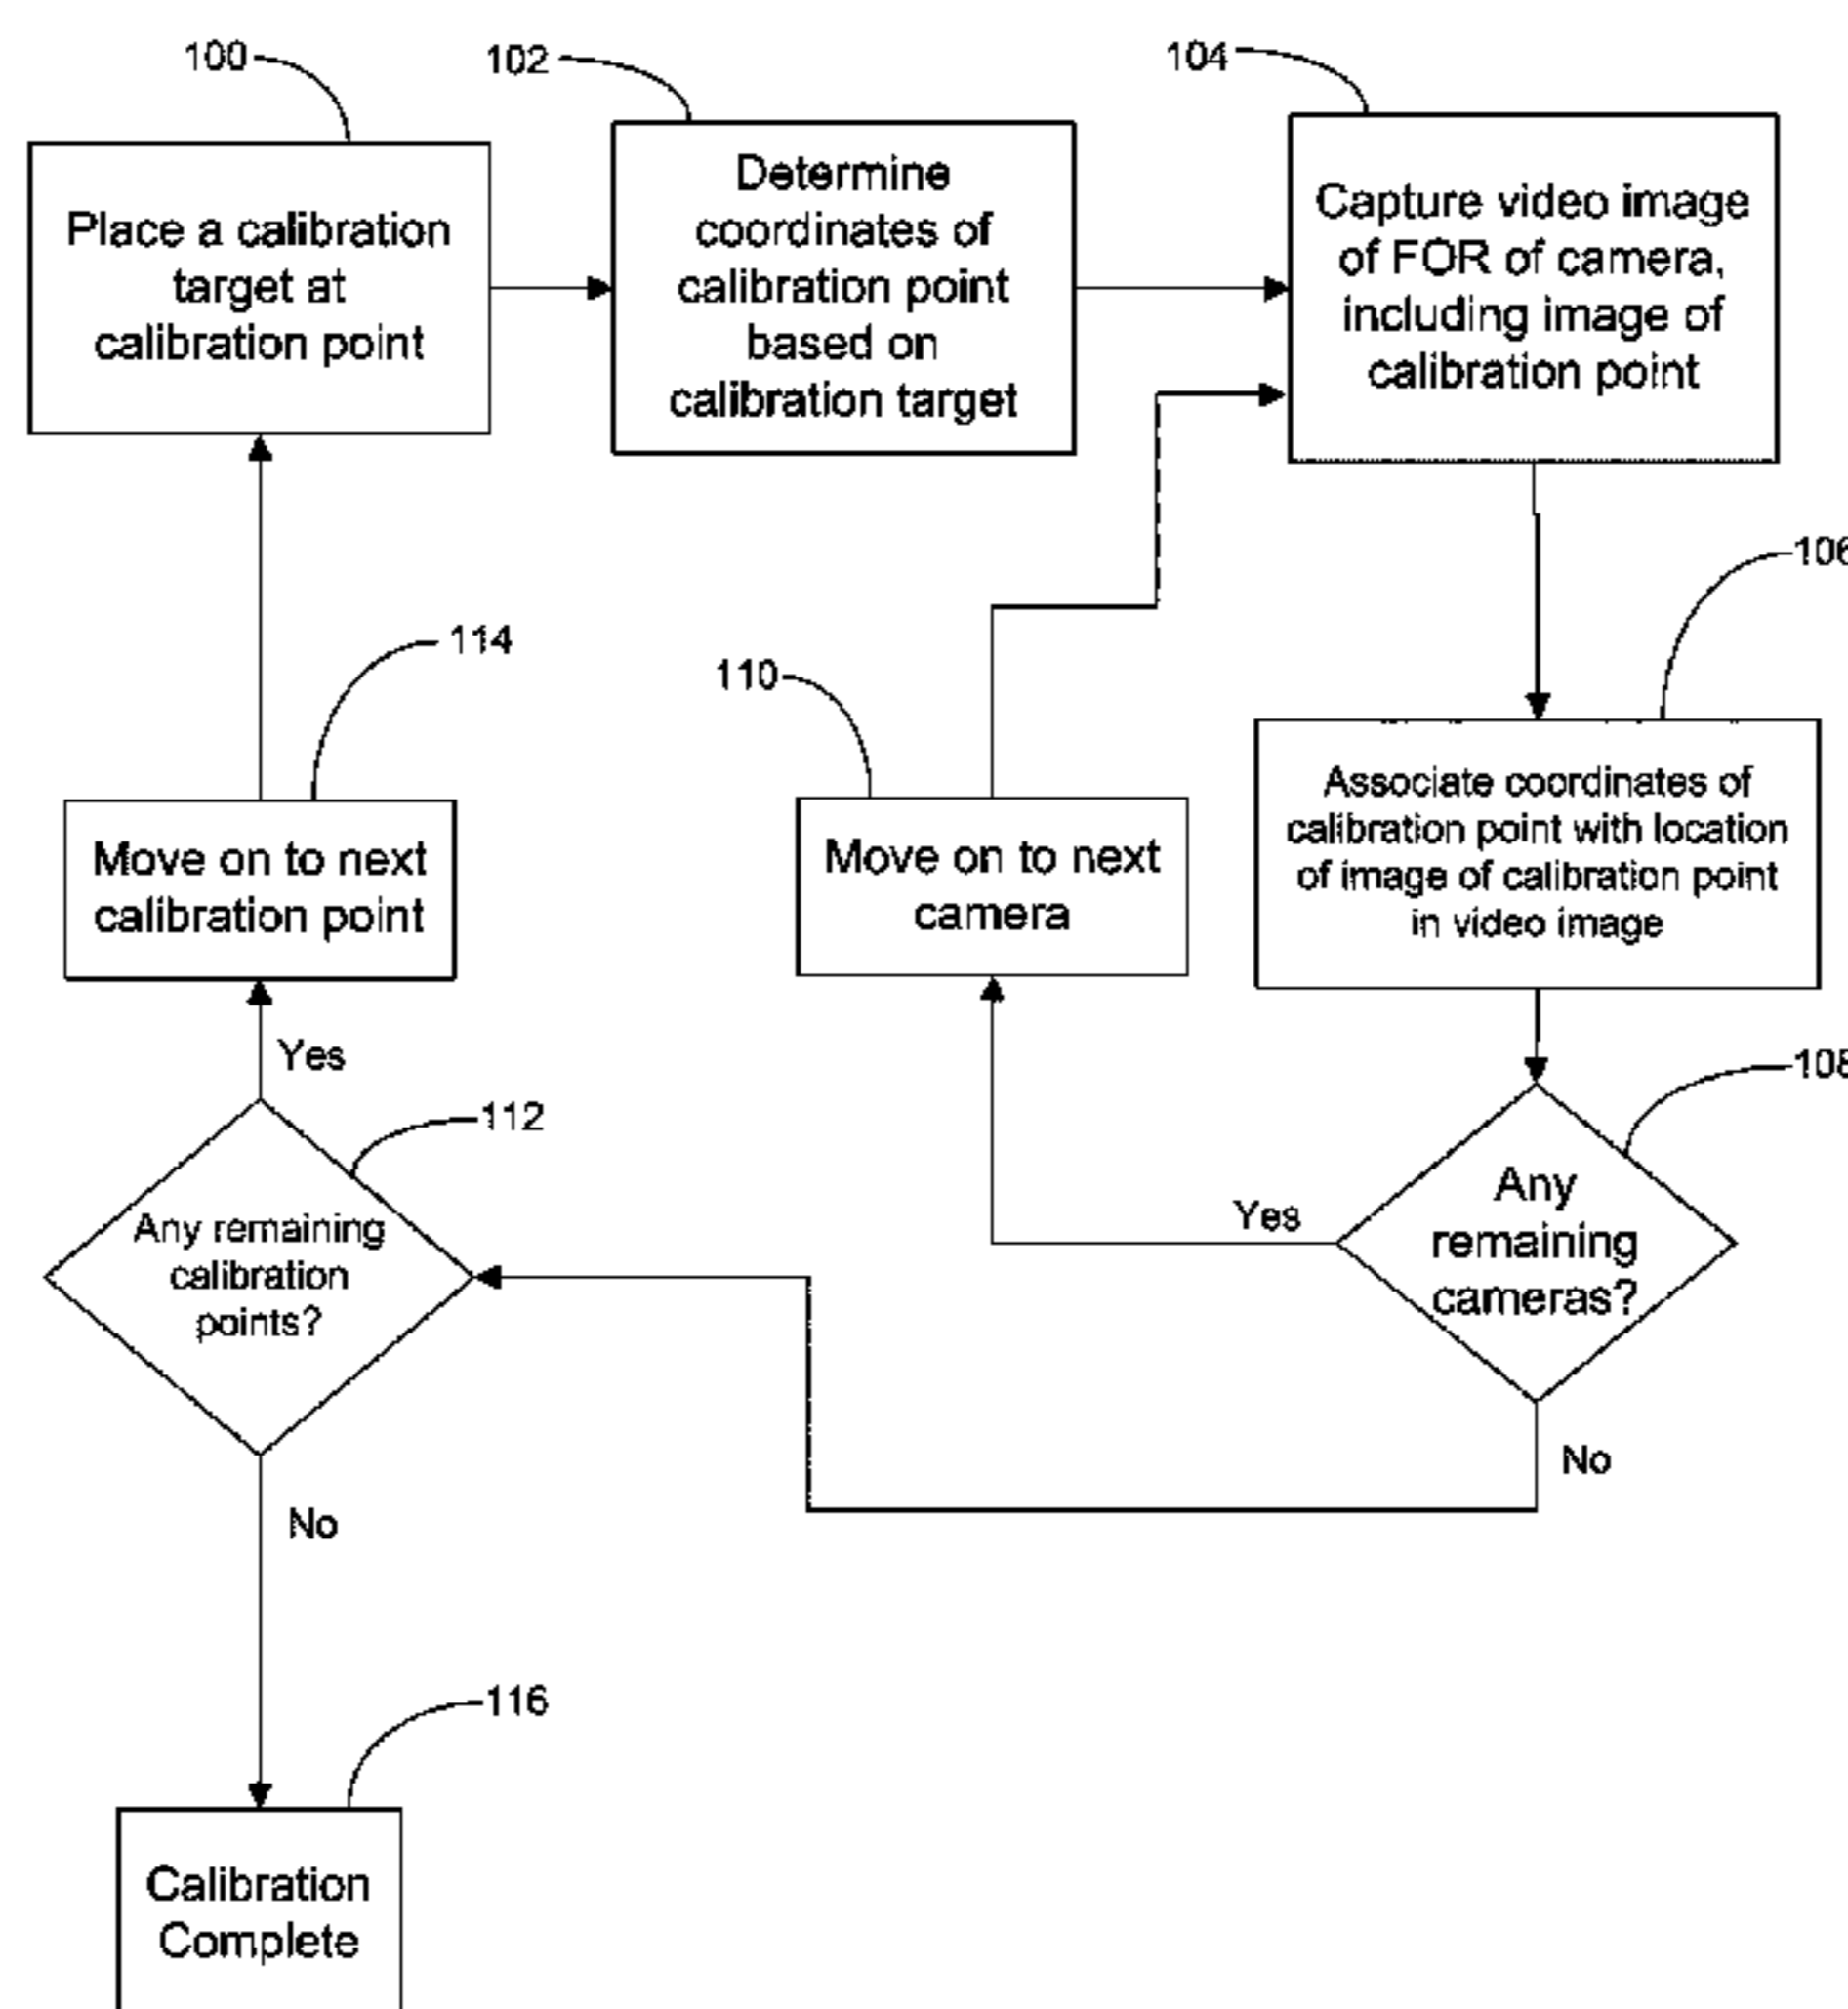 100
102
104
Place a calibration
target at
calibration point
Determine
coordinates of
calibration point
based on
calibration target
Capture video image
of FOR of camera,
including image of
calibration point
106
114
110
Move on to next
calibration point
Move on to next
camera
Associate coordinates of
calibration point with location
of image of calibration point
in video image
Yes
108
112
Any remaining
calibration
points?
Yes
Any
remaining
cameras?
No
No
116
Calibration
Complete